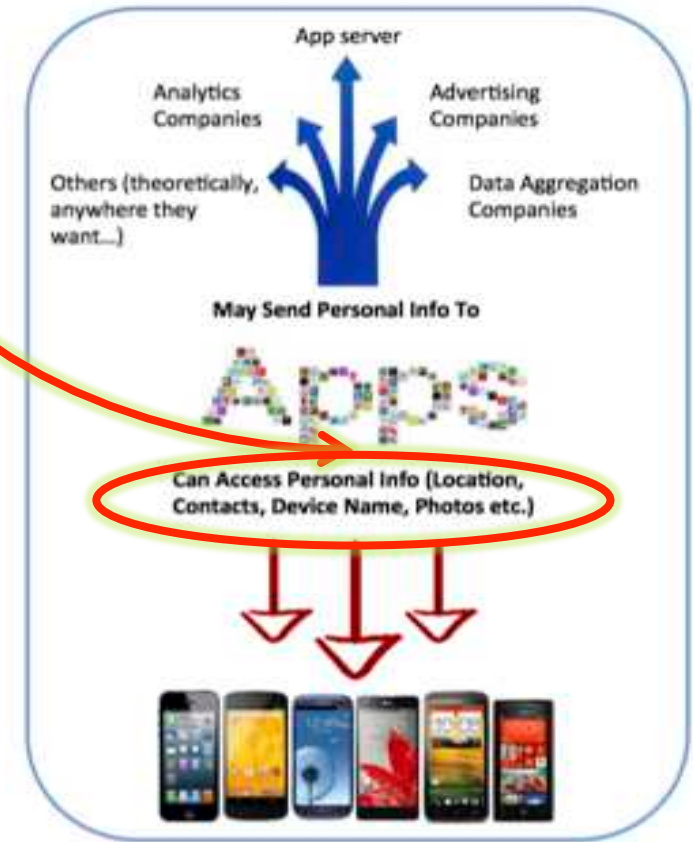 App server
Analytics
Companies
Advertising
Companies
Others (theoretically,
anywhere they
want...)
Data Aggregation
Companies
May Send Personal Info To
Apps
Can Access Personal Info (Location,
Contacts, Device Name, Photos etc.)